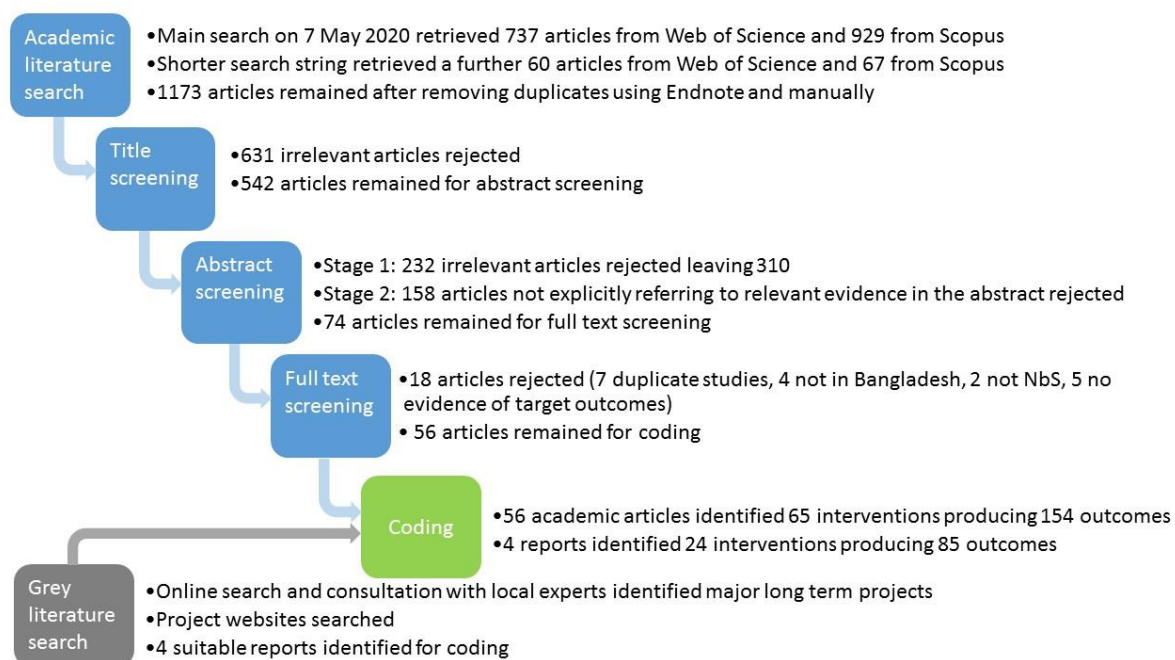 Academic
literature
search
•Main search on 7 May 2020 retrieved 737 articles from Web of Science and 929 from Scopus
•Shorter search string retrieved a further 60 articles from Web of Science and 67 from Scopus
•1173 articles remained after removing duplicates using Endnote and manually
Title
screening
•631 irrelevant articles rejected
•542 articles remained for abstract screening
Abstract
screening
•Stage 1: 232 irrelevant articles rejected leaving 310
•Stage 2: 158 articles not explicitly referring to relevant evidence in the abstract rejected
•74 articles remained for full text screening
Full text
screening
•18 articles rejected (7 duplicate studies, 4 not in Bangladesh, 2 not NbS, 5 no
evidence of target outcomes)
• 56 articles remained for coding
Coding
•56 academic articles identified 65 interventions producing 154 outcomes
•4 reports identified 24 interventions producing 85 outcomes
Grey
literature
search
•Online search and consultation with local experts identified major long term projects
•Project websites searched
•4 suitable reports identified for coding